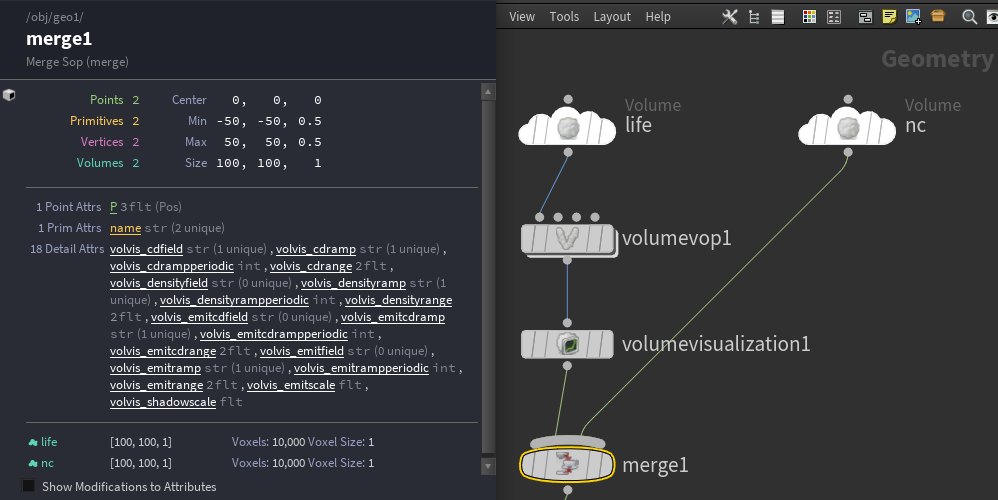 /obj/geo1/
merge1
Merge Sop (merge)
Points 2 Center 0, 0, 0
Primitives 2 Min -50, -50, 0.5
Vertices 2 Max 50, 50, 0.5
Volumes 2 Size 100, 100, 1
1 Point Attrs P 3flt (Pos)
1 Prim Attrs name str (2 unique)
18 Detail Attrs volvis_cdfield str (1 unique) , volvis_cdramp str (1 unique) ,
volvis_cdrampperiodic int , volvis_cdrange 2flt ,
volvis_densityfield str (0 unique) , volvis_densityramp str (1
unique) , volvis_densityrampperiodic int , volvis_densityrange
2flt , volvis_emitcdfield str (0 unique) , volvis_emitcdramp
str (1 unique) , volvis_emitcdrampperiodic int ,
volvis_emitcdrange 2flt , volvis_emitfield str (0 unique) ,
volvis_emitramp str (1 unique) , volvis_emitrampperiodic int ,
volvis_emitrange 2flt , volvis_emitscale flt ,
volvis_shadowscale flt
life [100, 100, 1] Voxels: 10,000 Voxel Size: 1
nc [100, 100, 1] Voxels: 10,000 Voxel Size: 1
Show Modifications to Attributes
View Tools Layout Help
Geometry
Volume
life
Volume
nc
volumevop1
volumevisualization1
merge1